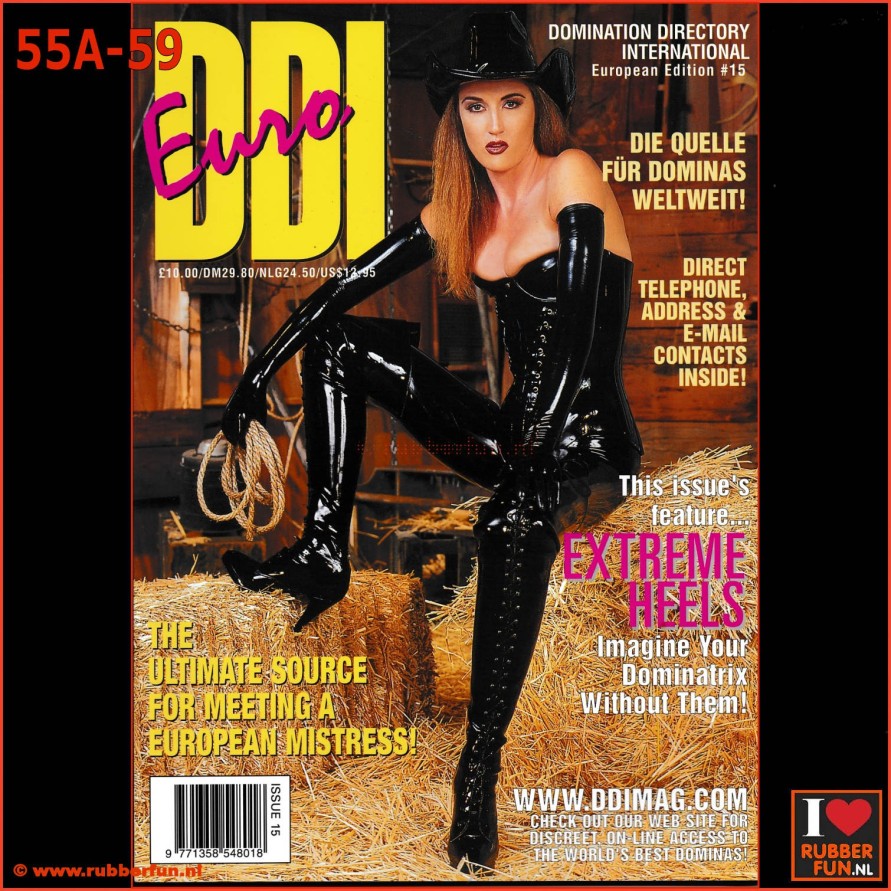 55A-59
DDI
Euro
DOMINATION DIRECTORY
INTERNATIONAL
European Edition #15
£10.00/DM29.80/NLG24.50/US$12.95
DIE QUELLE
FÜR DOMINAS
WELTWEIT!
DIRECT
TELEPHONE,
ADDRESS &
E-MAIL
CONTACTS
INSIDE!
This issue's
feature...
EXTREME
HEELS
Imagine Your
Dominatrix
Without Them!
THE
ULTIMATE SOURCE
FOR MEETING A
EUROPEAN MISTRESS!
WWW.DDIMAG.COM
CHECK OUT OUR WEB SITE FOR
DISCREET, ON-LINE ACCESS TO
THE WORLD'S BEST DOMINAS!
ISSUE 15
9 771358 548018
© www.rubberfun.nl
I
RUBBER
FUN.NL